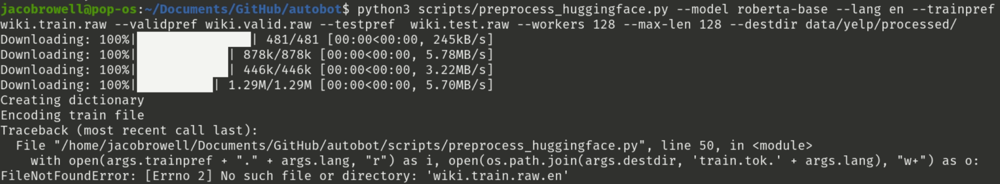 jacobrowell@pop-os:~/Documents/GitHub/autobot$ python3 scripts/preprocess_huggingface.py --model roberta-base --lang en --trainpref
wiki.train.raw --validpref wiki.valid.raw --testpref  wiki.test.raw --workers 128 --max-len 128 --destdir data/yelp/processed/
Downloading: 100%|███████████████| 481/481 [00:00<00:00, 245kB/s]
Downloading: 100%|████████████| 878k/878k [00:00<00:00, 5.78MB/s]
Downloading: 100%|████████████| 446k/446k [00:00<00:00, 3.22MB/s]
Downloading: 100%|██████████| 1.29M/1.29M [00:00<00:00, 5.70MB/s]
Creating dictionary
Encoding train file
Traceback (most recent call last):
  File "/home/jacobrowell/Documents/GitHub/autobot/scripts/preprocess_huggingface.py", line 50, in <module>
    with open(args.trainpref + "." + args.lang, "r") as i, open(os.path.join(args.destdir, 'train.tok.' + args.lang), "w+") as o:
FileNotFoundError: [Errno 2] No such file or directory: 'wiki.train.raw.en'